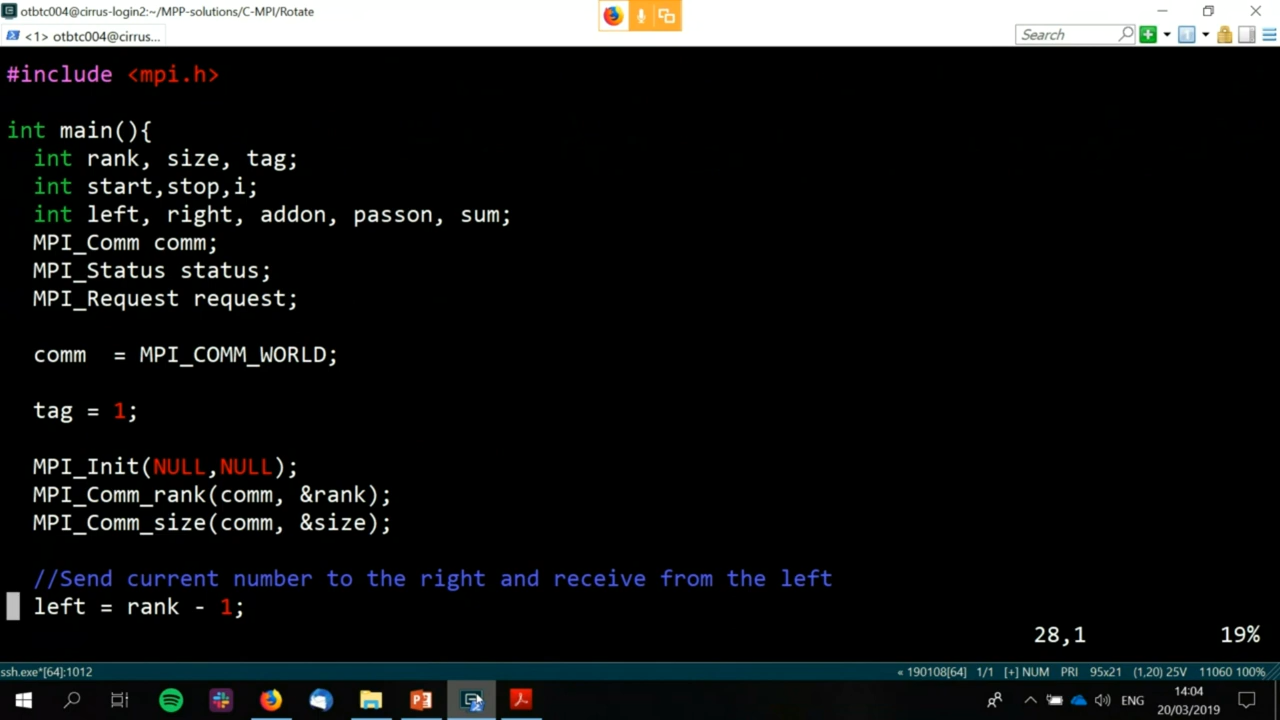 otbtc004@cirrus-login2:~/MPP-solutions/C-MPI/Rotate
<1> otbtc004@cirrus...
Search
#include <mpi.h>
int main(){
int rank, size, tag;
int start,stop,i;
int left, right, addon, passon, sum;
MPI_Comm comm;
MPI_Status status;
MPI_Request request;
comm  = MPI_COMM_WORLD;
tag = 1;
MPI_Init(NULL,NULL);
MPI_Comm_rank(comm, &rank);
MPI_Comm_size(comm, &size);
//Send current number to the right and receive from the left
left = rank - 1;
28,1 19%
ssh.exe*[64]:1012 « 190108[64] 1/1 [+] NUM PRI 95x21 (1,20) 25V 11060 100%
ENG 14:04
20/03/2019